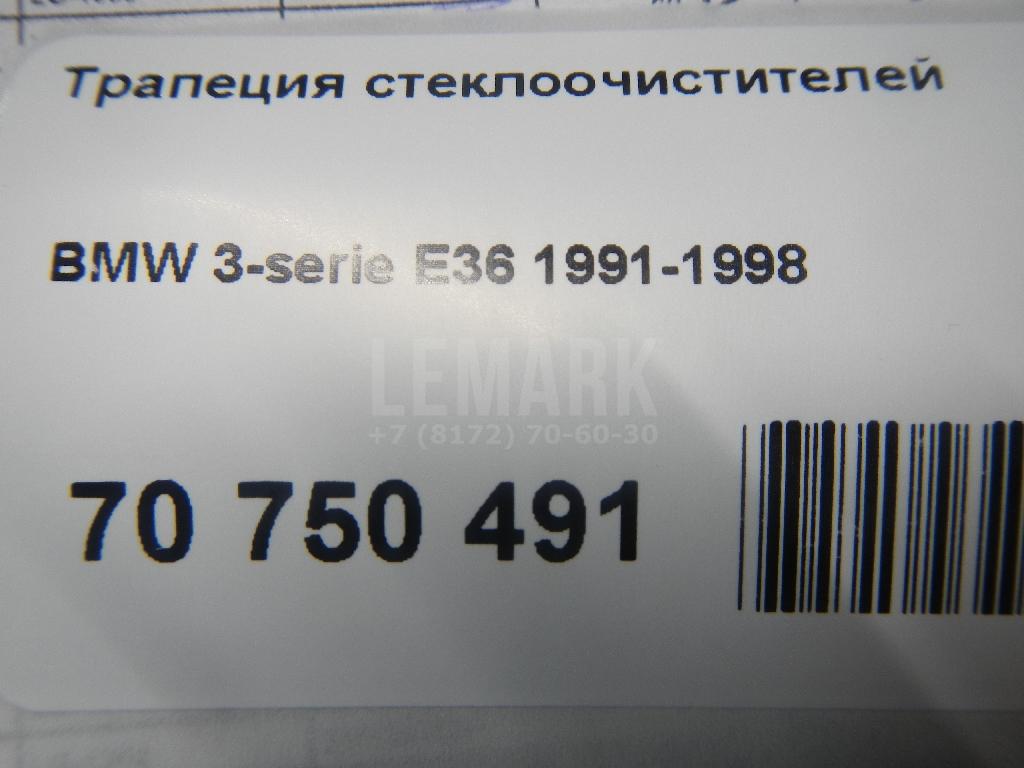 Трапеция стеклоочистителей
BMW 3-serie E36 1991-1998
LEMARK
+7 (8172) 70-60-30
70 750 491